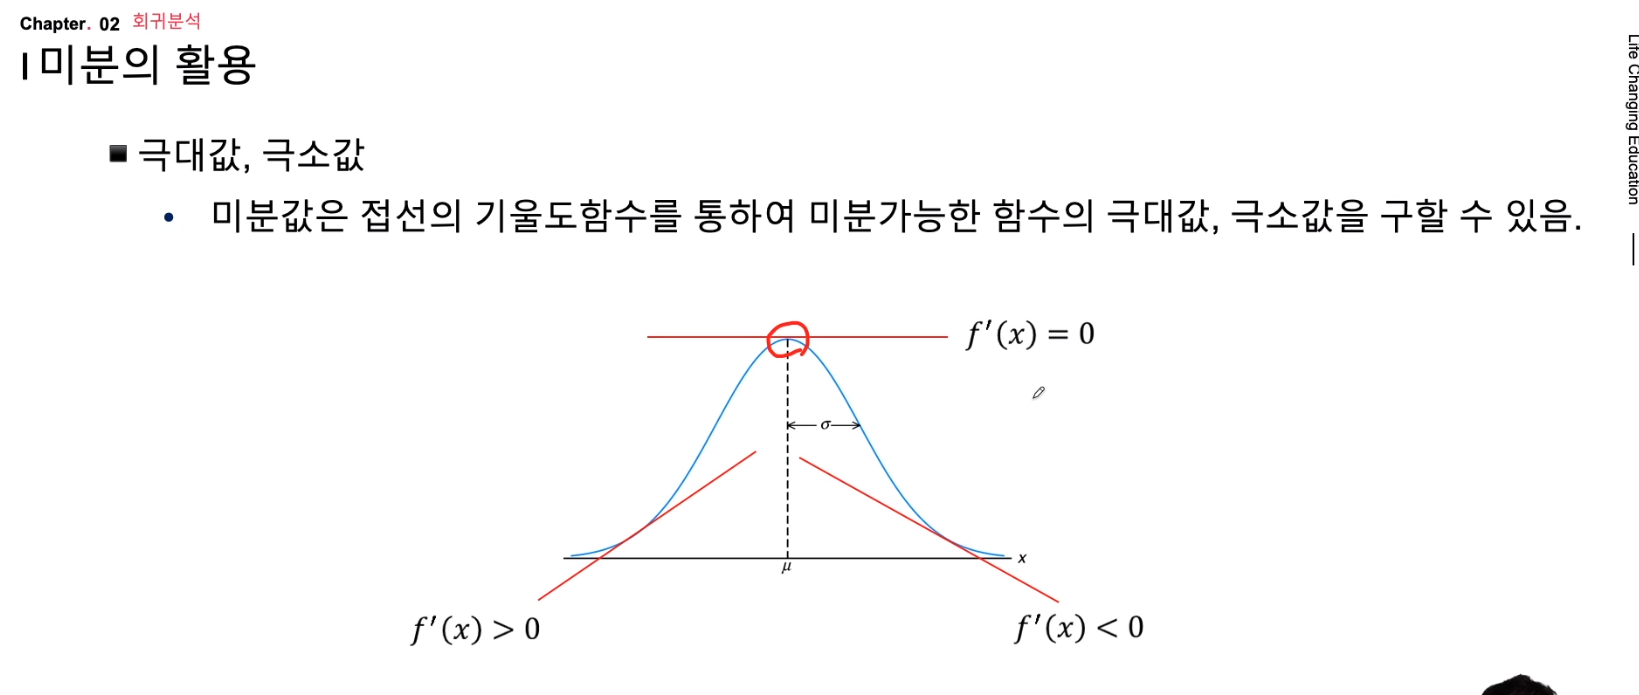 Chapter. 02 회귀분석
미분의 활용
극대값, 극소값
미분값은 접선의 기울도함수를 통하여 미분가능한 함수의 극대값, 극소값을 구할 수 있음.
f′(x) = 0
σ
x
μ
f′(x) > 0
f′(x) < 0
Life Changing Education